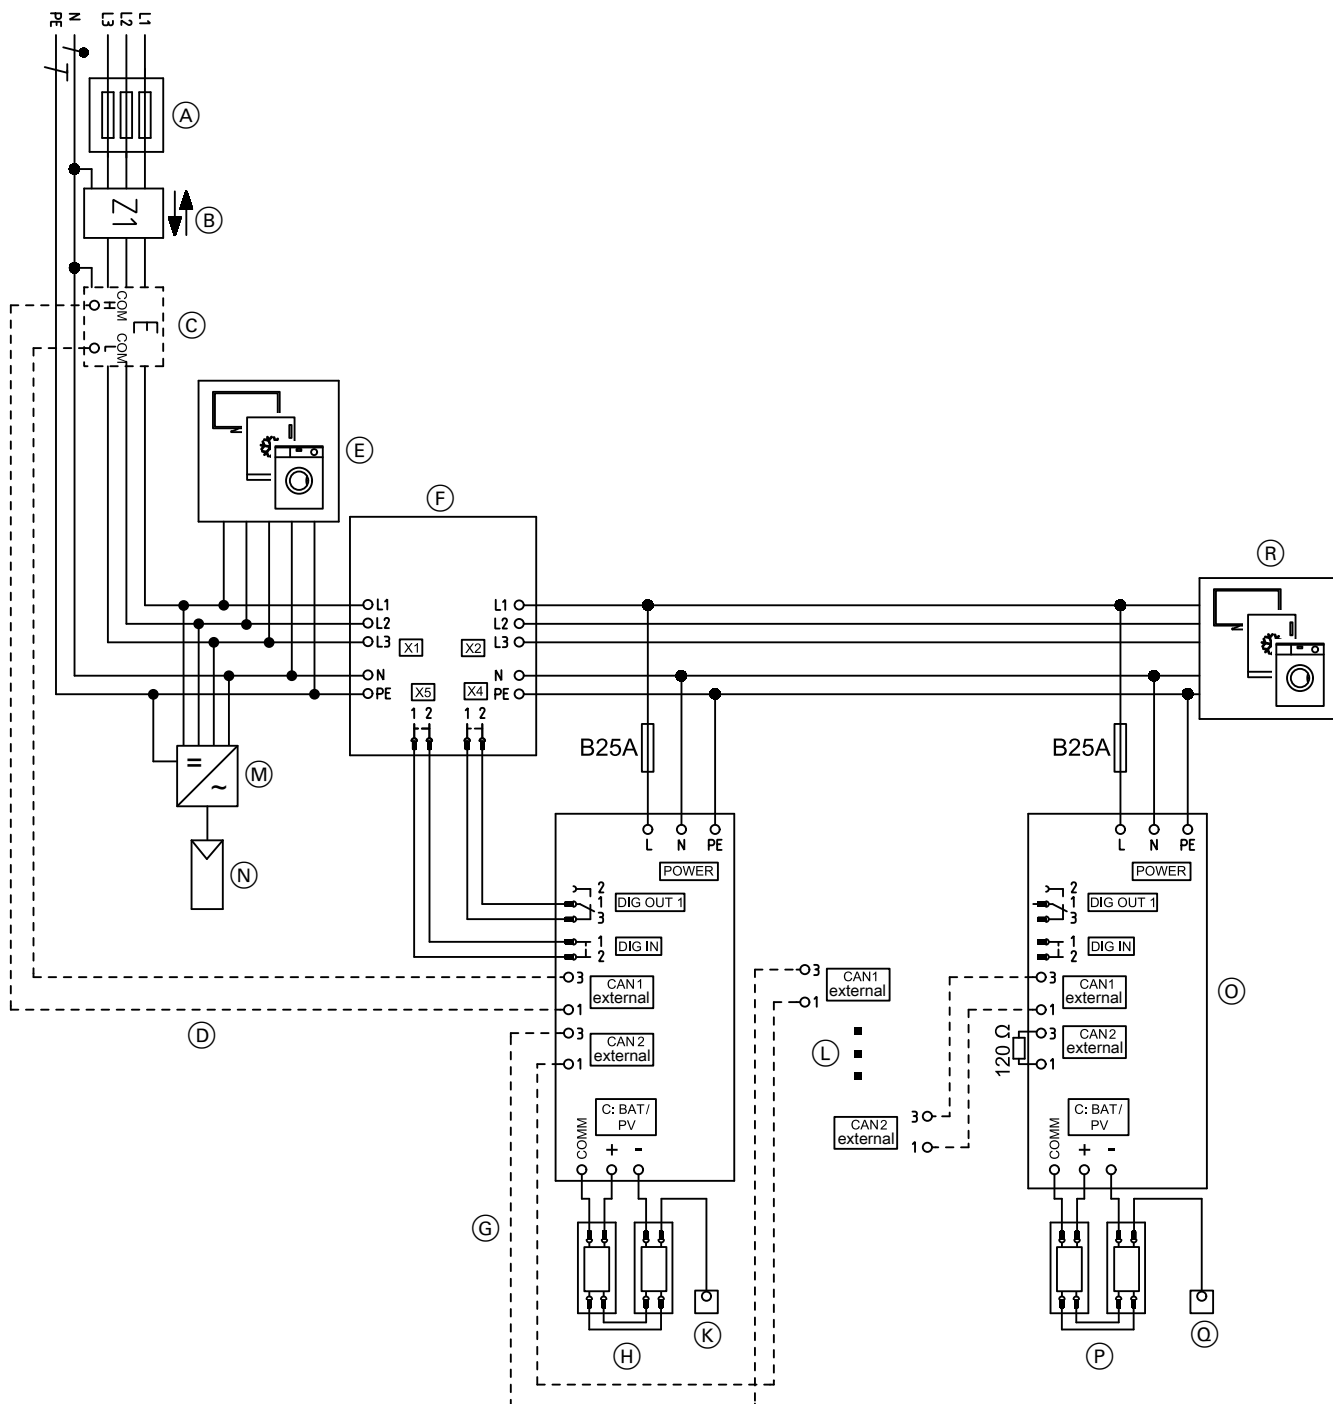 PE N L3 L2 L1
A
Z1
B
H COM
E
L COM
C
N
E
F
R
N
L1 L1
L2 L2
L3 L3
X1 X2
N N
PE PE
X5 X4
1 2 1 2
B25A B25A
=
~
M
N
L N PE L N PE
POWER POWER
2 2
1 DIG OUT 1 1 DIG OUT 1
3 3
1 DIG IN 1 DIG IN
2 2
3 CAN1 external 3 CAN1 external 3 CAN1 external
1 1 1
O
D
3 CAN2 external 3 CAN2 external
1 1
120 Ω
L
CAN2 external 3
1
COMM C: BAT/ PV COMM C: BAT/ PV
+ - + -
G
K Q
H P